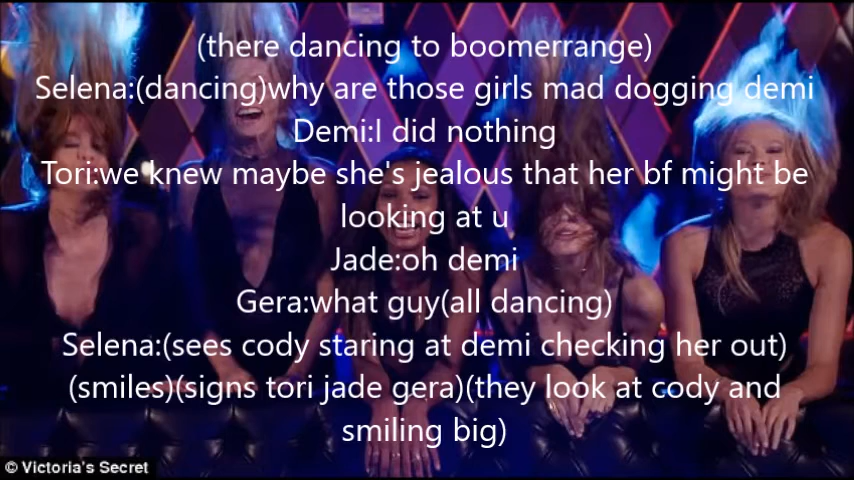 (there dancing to boomerrange)
Selena:(dancing)why are those girls mad dogging demi
Demi:I did nothing
Tori:we knew maybe she's jealous that her bf might be
looking at u
Jade:oh demi
Gera:what guy(all dancing)
Selena:(sees cody staring at demi checking her out)
(smiles)(signs tori jade gera)(they look at cody and
smiling big)
© Victoria's Secret